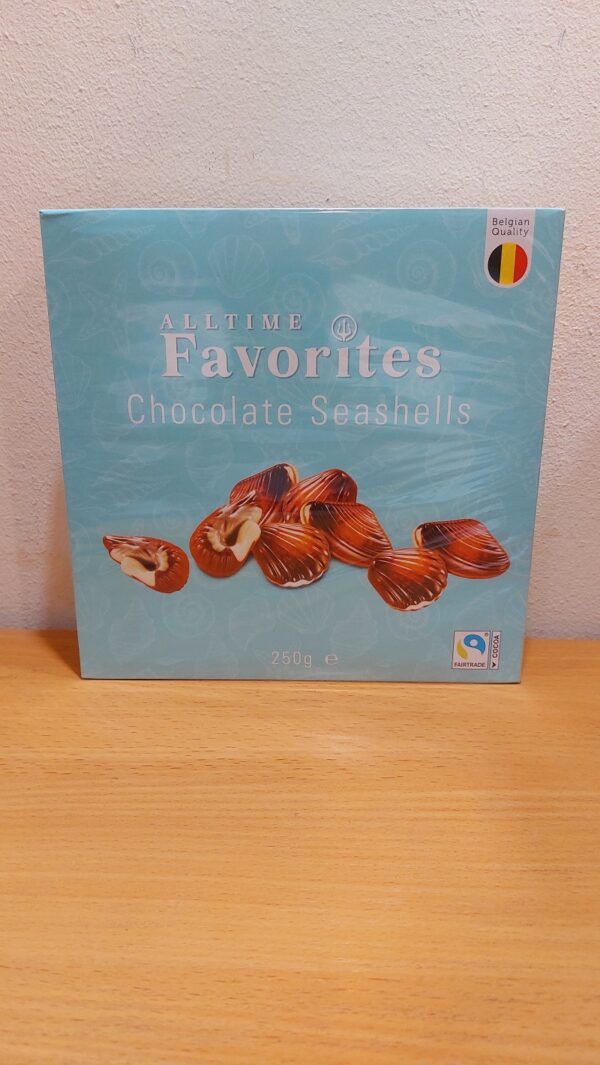 Belgian
Quality
ALLTIME
Favorites
Chocolate Seashells
250g ℮
FAIRTRADE
COCOA